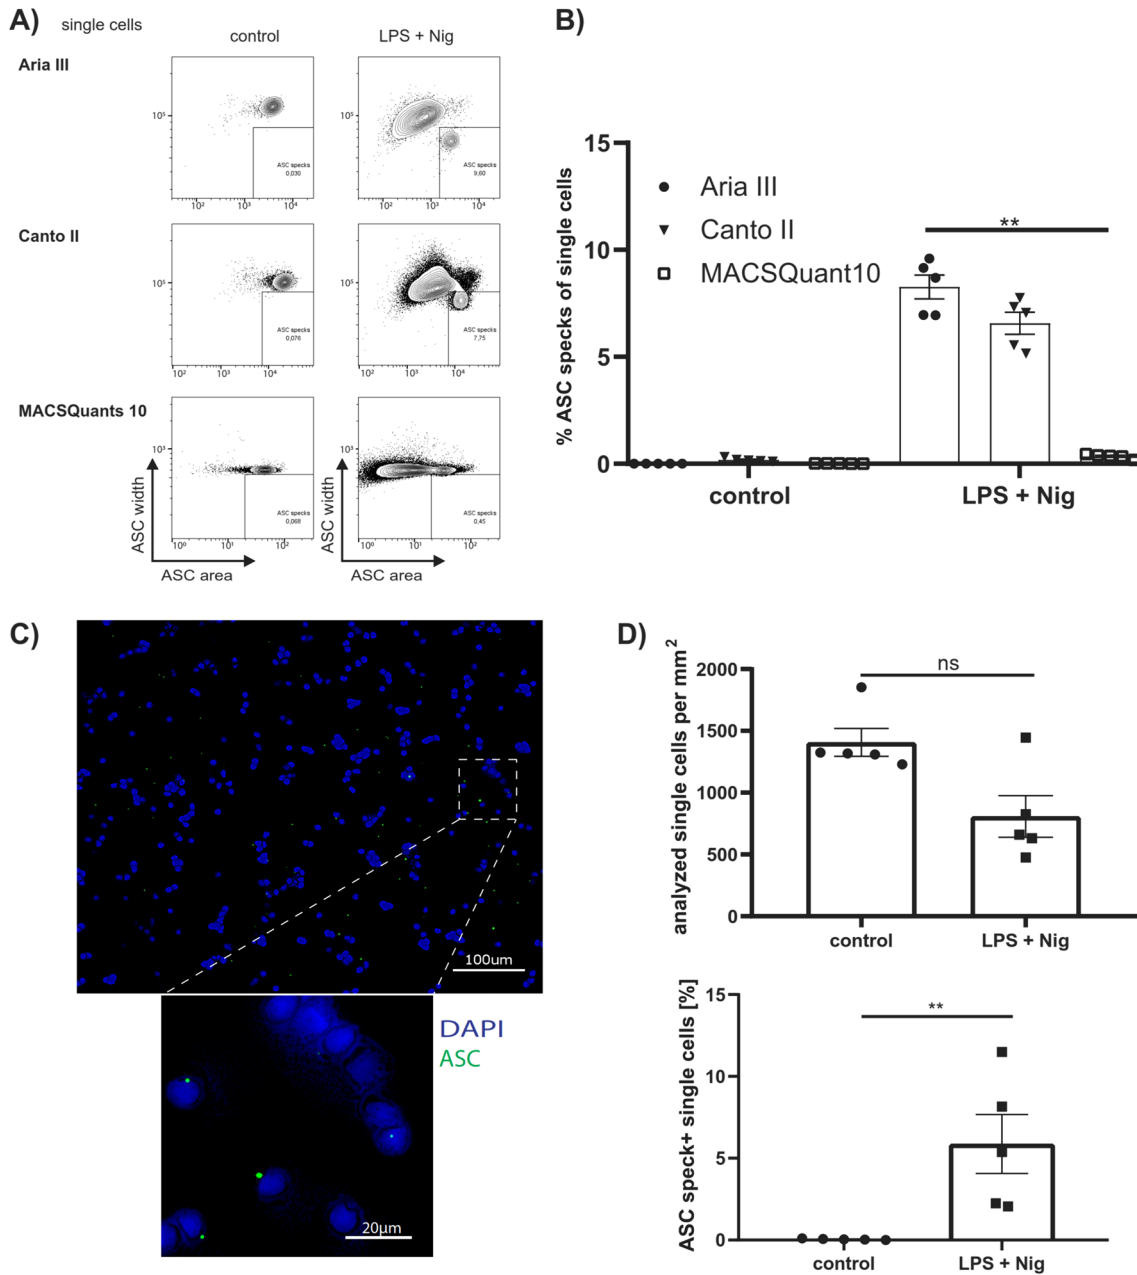 A)
single cells
control
LPS + Nig
Aria III
10⁵
10⁵
ASC specks
0,030
ASC specks
9,60
10² 10³ 10⁴
10² 10³ 10⁴
Canto II
10⁵
10⁵
ASC specks
0,076
ASC specks
7,75
10² 10³ 10⁴
10² 10³ 10⁴
MACSQuants 10
10³
10³
ASC specks
0,068
ASC specks
0,45
10⁰ 10¹ 10²
10⁰ 10¹ 10²
ASC width
ASC width
ASC area
ASC area
B)
% ASC specks of single cells
15
10
5
0
Aria III
Canto II
MACSQuant10
**
control
LPS + Nig
C)
100um
DAPI
ASC
20µm
D)
analyzed single cells per mm²
2000
1500
1000
500
0
ns
control
LPS + Nig
ASC speck+ single cells [%]
15
10
5
0
**
control
LPS + Nig